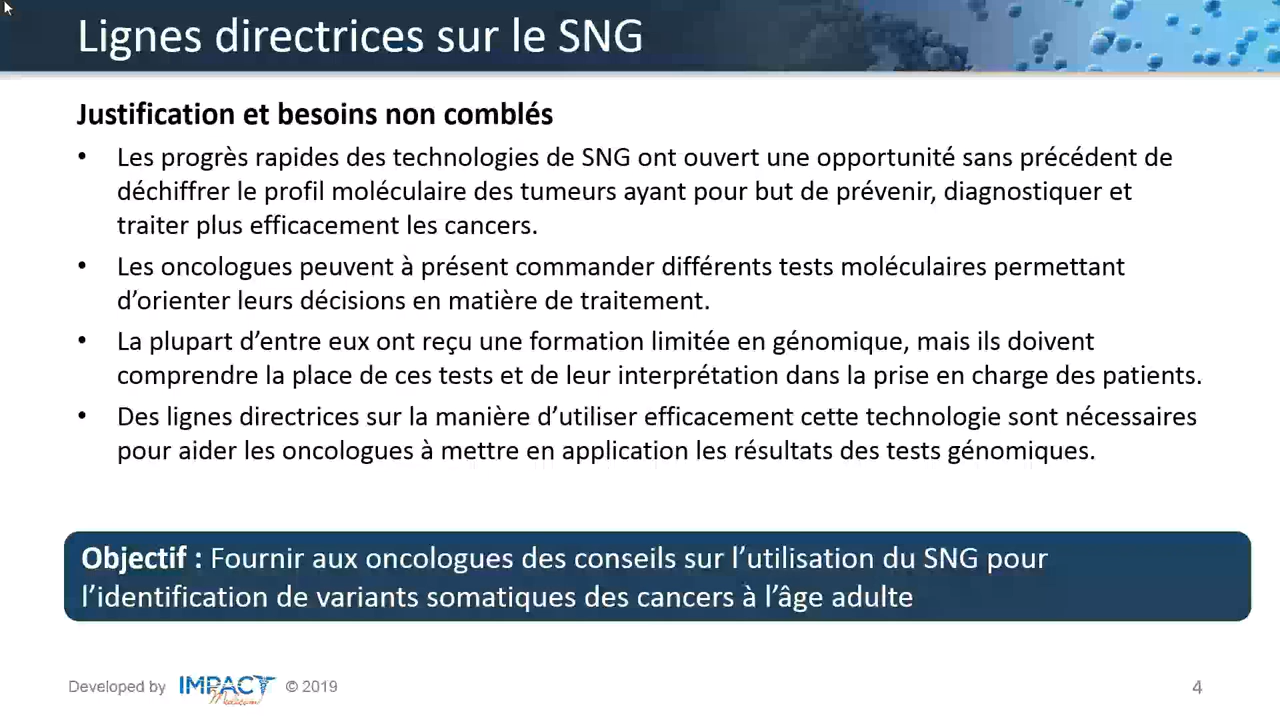 Lignes directrices sur le SNG
Justification et besoins non comblés
• Les progrès rapides des technologies de SNG ont ouvert une opportunité sans précédent de
déchiffrer le profil moléculaire des tumeurs ayant pour but de prévenir, diagnostiquer et
traiter plus efficacement les cancers.
• Les oncologues peuvent à présent commander différents tests moléculaires permettant
d’orienter leurs décisions en matière de traitement.
• La plupart d’entre eux ont reçu une formation limitée en génomique, mais ils doivent
comprendre la place de ces tests et de leur interprétation dans la prise en charge des patients.
• Des lignes directrices sur la manière d’utiliser efficacement cette technologie sont nécessaires
pour aider les oncologues à mettre en application les résultats des tests génomiques.
Objectif : Fournir aux oncologues des conseils sur l’utilisation du SNG pour
l’identification de variants somatiques des cancers à l’âge adulte
Developed by IMPACT Medicom © 2019
4